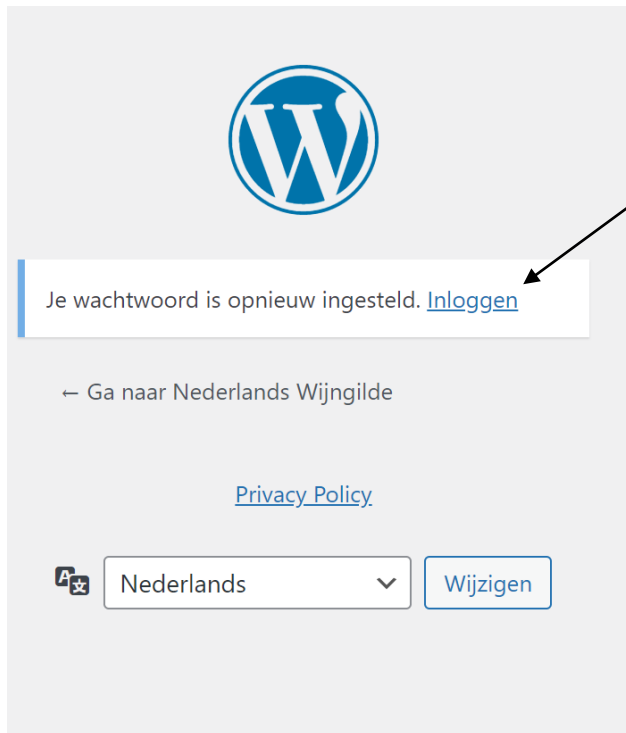 Je wachtwoord is opnieuw ingesteld. Inloggen
← Ga naar Nederlands Wijngilde
Privacy Policy
Nederlands
Wijzigen